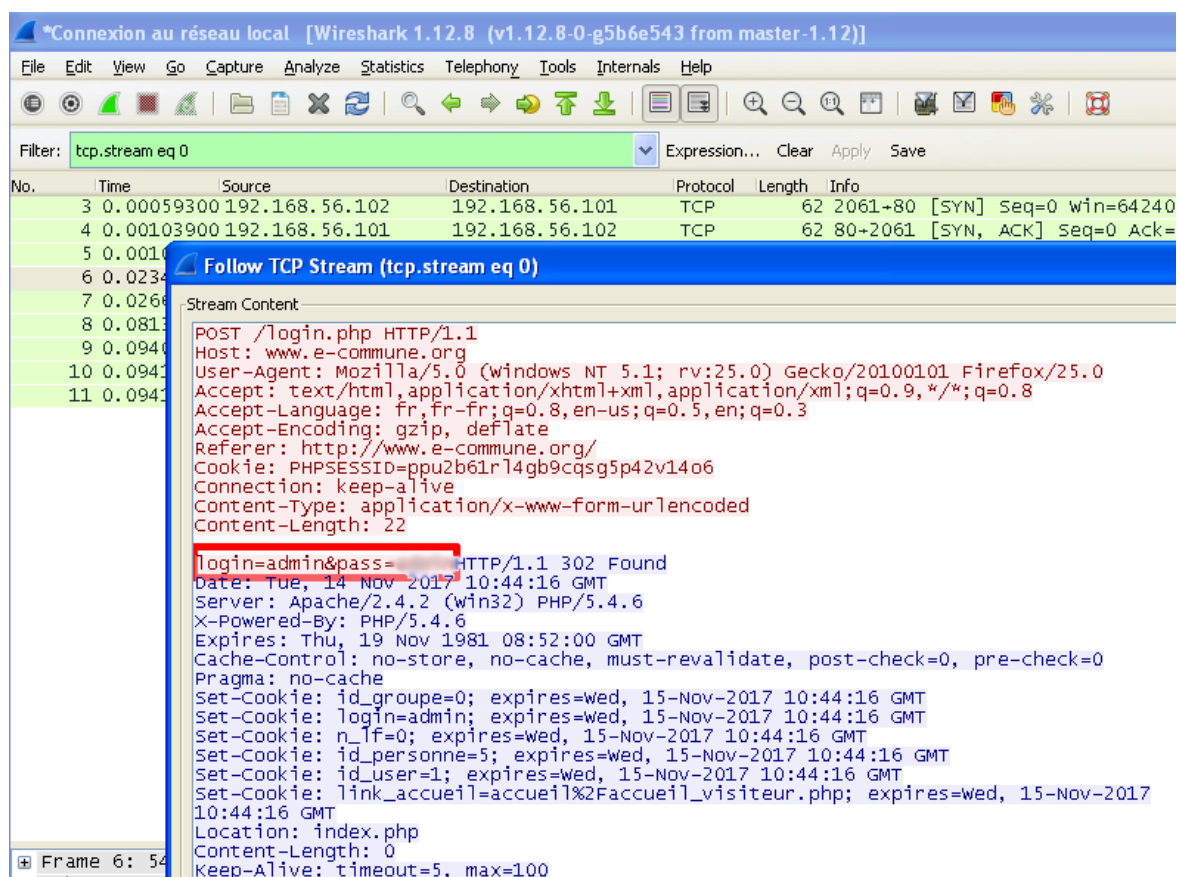 *Connexion au réseau local [Wireshark 1.12.8 (v1.12.8-0-g5b6e543 from master-1.12)]
File Edit View Go Capture Analyze Statistics Telephony Tools Internals Help
Filter: tcp.stream eq 0 Expression... Clear Apply Save
No. Time Source Destination Protocol Length Info
3 0.00059300 192.168.56.102 192.168.56.101 TCP 62 2061→80 [SYN] Seq=0 Win=64240
4 0.00103900 192.168.56.101 192.168.56.102 TCP 62 80→2061 [SYN, ACK] Seq=0 Ack=
5 0.0010
6 0.0234
7 0.0266
8 0.0813
9 0.0940
10 0.0941
11 0.0941
Follow TCP Stream (tcp.stream eq 0)
Stream Content
POST /login.php HTTP/1.1
Host: www.e-commune.org
User-Agent: Mozilla/5.0 (Windows NT 5.1; rv:25.0) Gecko/20100101 Firefox/25.0
Accept: text/html,application/xhtml+xml,application/xml;q=0.9,*/*;q=0.8
Accept-Language: fr,fr-fr;q=0.8,en-us;q=0.5,en;q=0.3
Accept-Encoding: gzip, deflate
Referer: http://www.e-commune.org/
Cookie: PHPSESSID=ppu2b61rl4gb9cqsg5p42v14o6
Connection: keep-alive
Content-Type: application/x-www-form-urlencoded
Content-Length: 22
login=admin&pass= HTTP/1.1 302 Found
Date: Tue, 14 Nov 2017 10:44:16 GMT
Server: Apache/2.4.2 (Win32) PHP/5.4.6
X-Powered-By: PHP/5.4.6
Expires: Thu, 19 Nov 1981 08:52:00 GMT
Cache-Control: no-store, no-cache, must-revalidate, post-check=0, pre-check=0
Pragma: no-cache
Set-Cookie: id_groupe=0; expires=Wed, 15-Nov-2017 10:44:16 GMT
Set-Cookie: login=admin; expires=Wed, 15-Nov-2017 10:44:16 GMT
Set-Cookie: n_lf=0; expires=Wed, 15-Nov-2017 10:44:16 GMT
Set-Cookie: id_personne=5; expires=Wed, 15-Nov-2017 10:44:16 GMT
Set-Cookie: id_user=1; expires=Wed, 15-Nov-2017 10:44:16 GMT
Set-Cookie: link_accueil=accueil%2Faccueil_visiteur.php; expires=Wed, 15-Nov-2017
10:44:16 GMT
Location: index.php
Content-Length: 0
Keep-Alive: timeout=5, max=100
Frame 6: 54